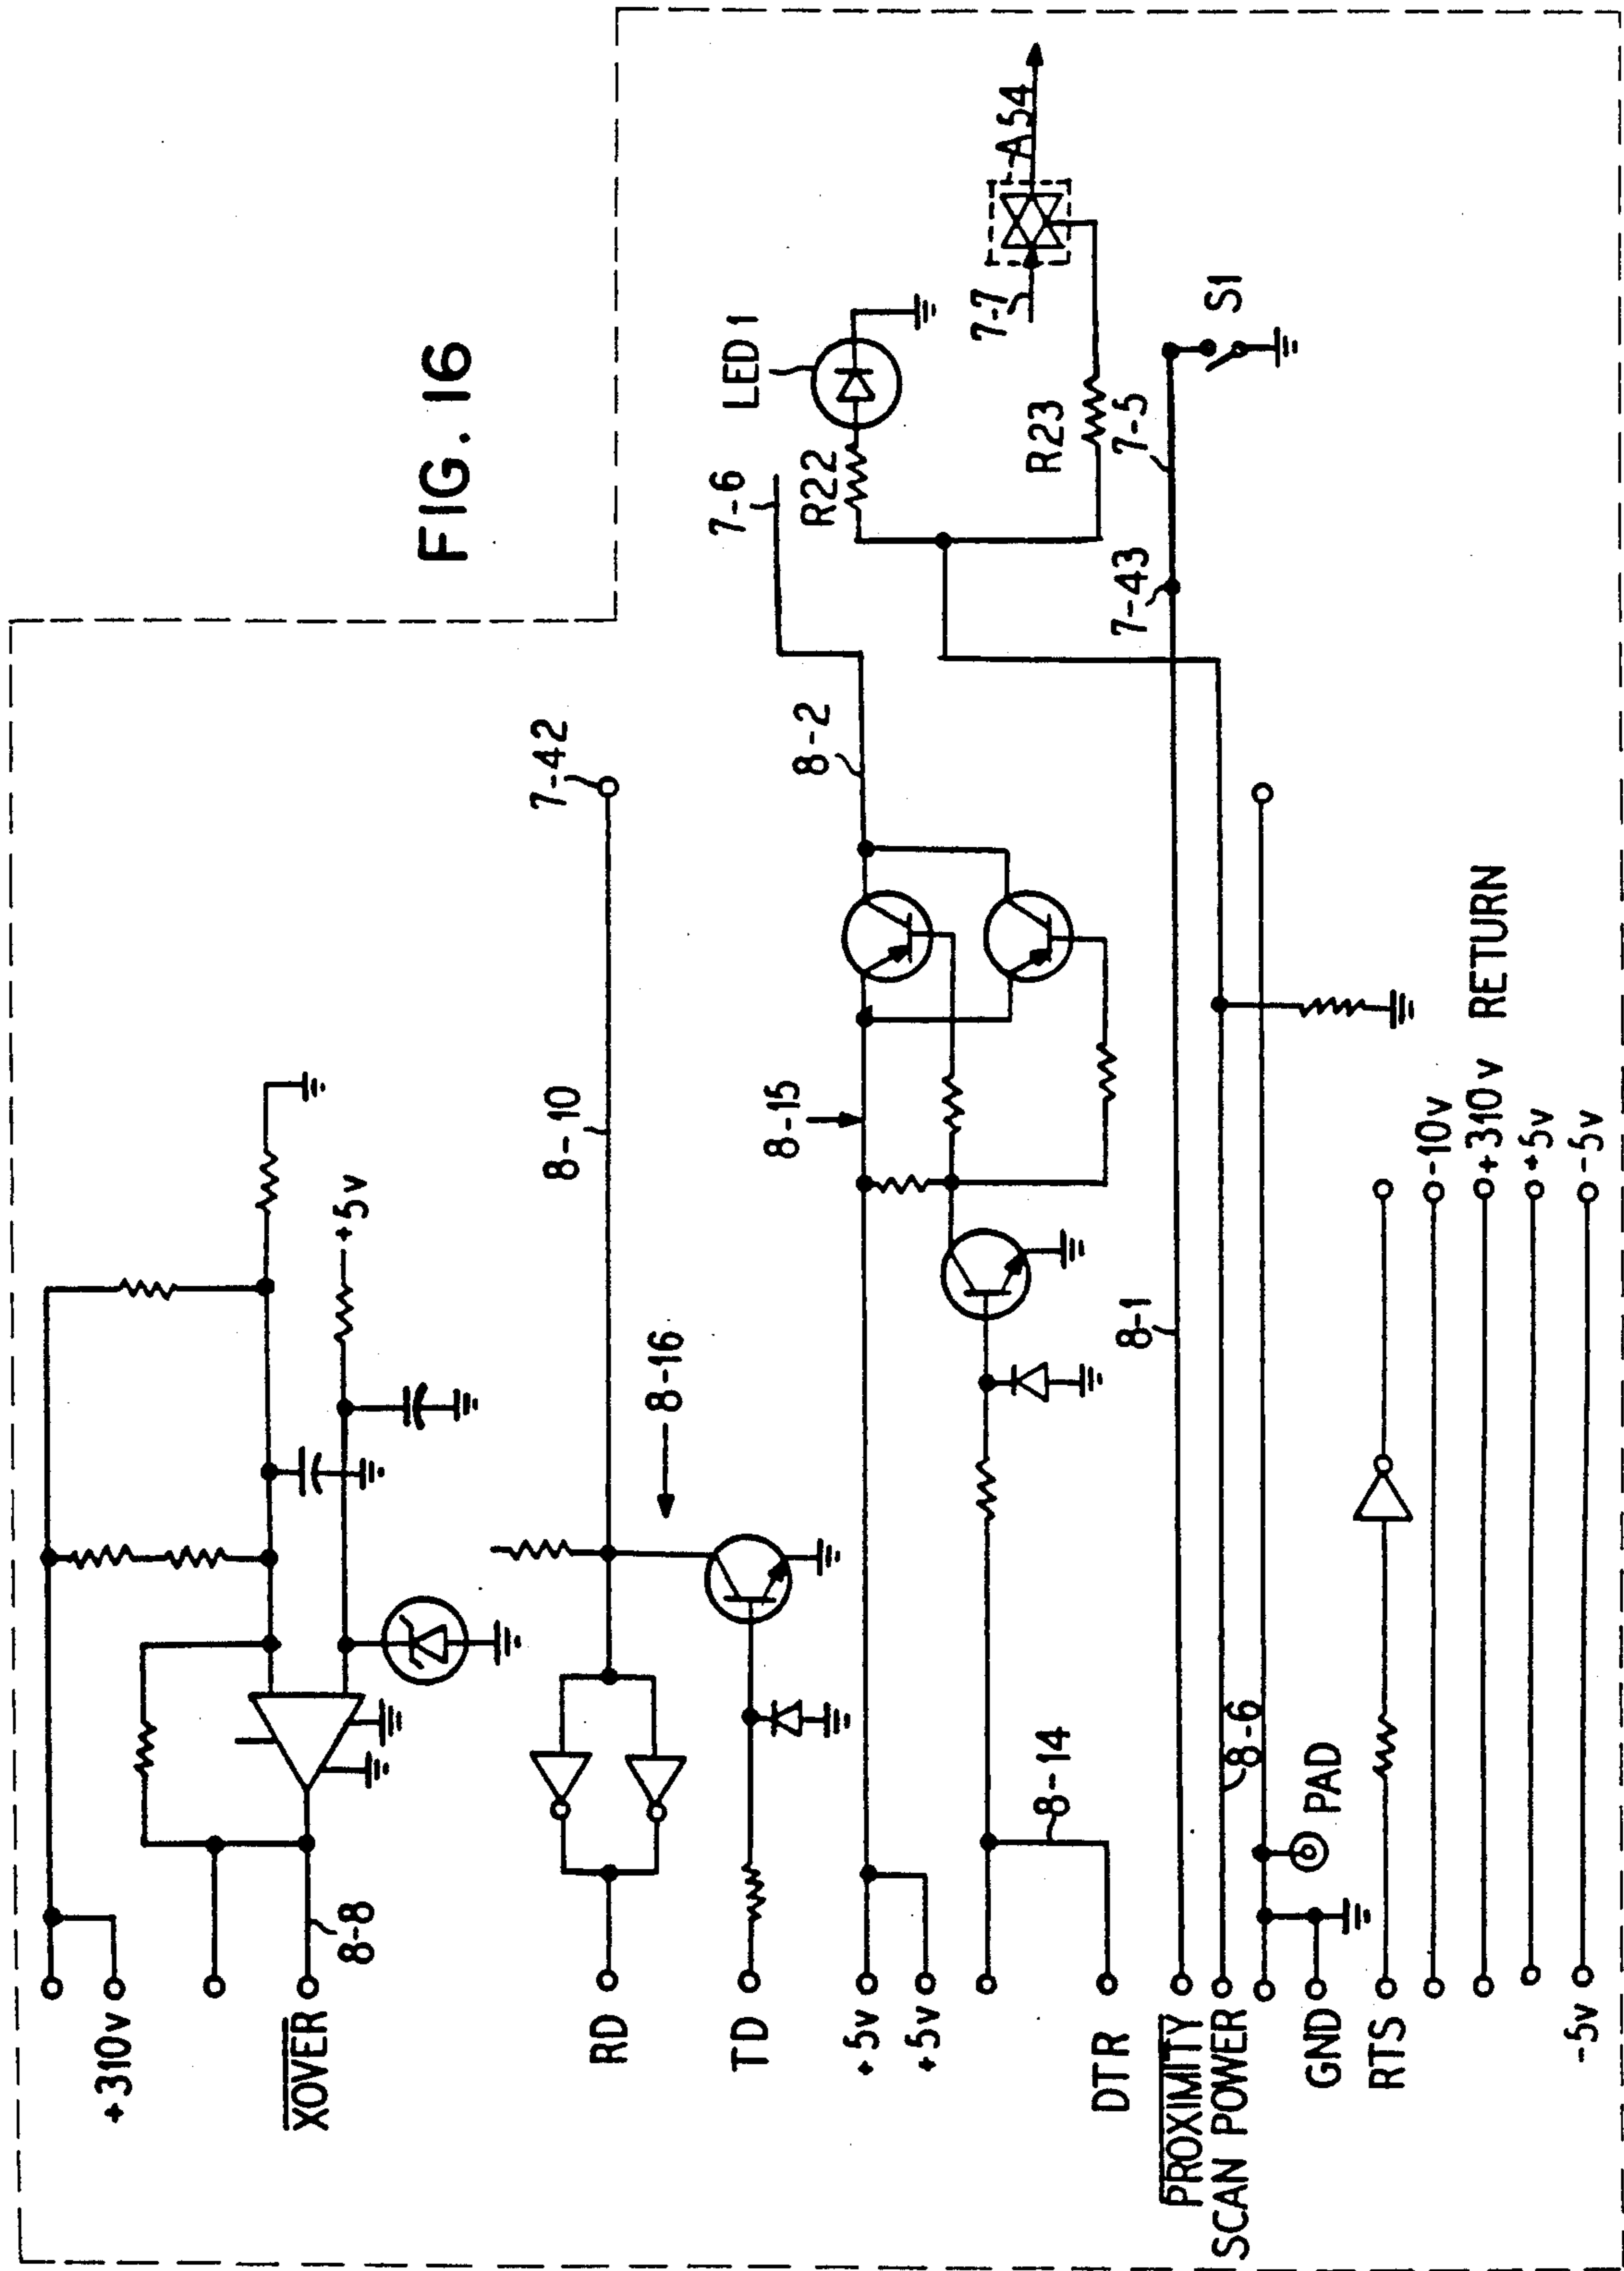 FIG. 16
+310v
XOVER
8-8
+5v
RD
8-10
7-42
8-16
TD
+5v
+5v
8-15
8-2
7-6
R22
LED 1
7-7
A54
R23
8-14
DTR
PROXIMITY
8-1
7-43
7-5
S1
SCAN POWER
8-6
PAD
GND
RTS
-10v
+310v RETURN
+5v
-5v
-5v